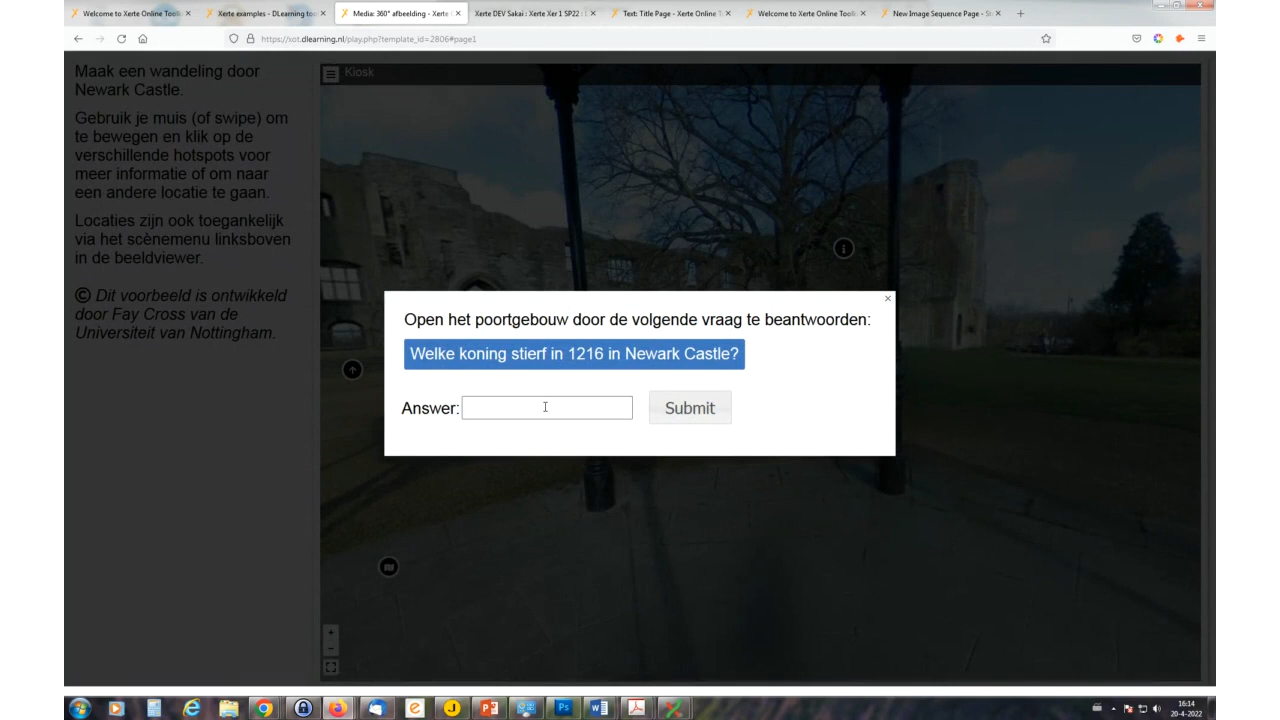 Welcome to Xerte Online Toolk
Xerte examples - DLearning to
Media: 360° afbeelding - Xerte
Xerte DEV Sakai : Xerte Xer 1 SP22 :
Text: Title Page - Xerte Online T
Welcome to Xerte Online Toolk
New Image Sequence Page - St
https://xot.dlearning.nl/play.php?template_id=2806#page1
Maak een wandeling door
Newark Castle.
Gebruik je muis (of swipe) om
te bewegen en klik op de
verschillende hotspots voor
meer informatie of om naar
een andere locatie te gaan.
Locaties zijn ook toegankelijk
via het scènemenu linksboven
in de beeldviewer.
© Dit voorbeeld is ontwikkeld
door Fay Cross van de
Universiteit van Nottingham.
Kiosk
Open het poortgebouw door de volgende vraag te beantwoorden:
Welke koning stierf in 1216 in Newark Castle?
Answer:
Submit
16:14
20-4-2022